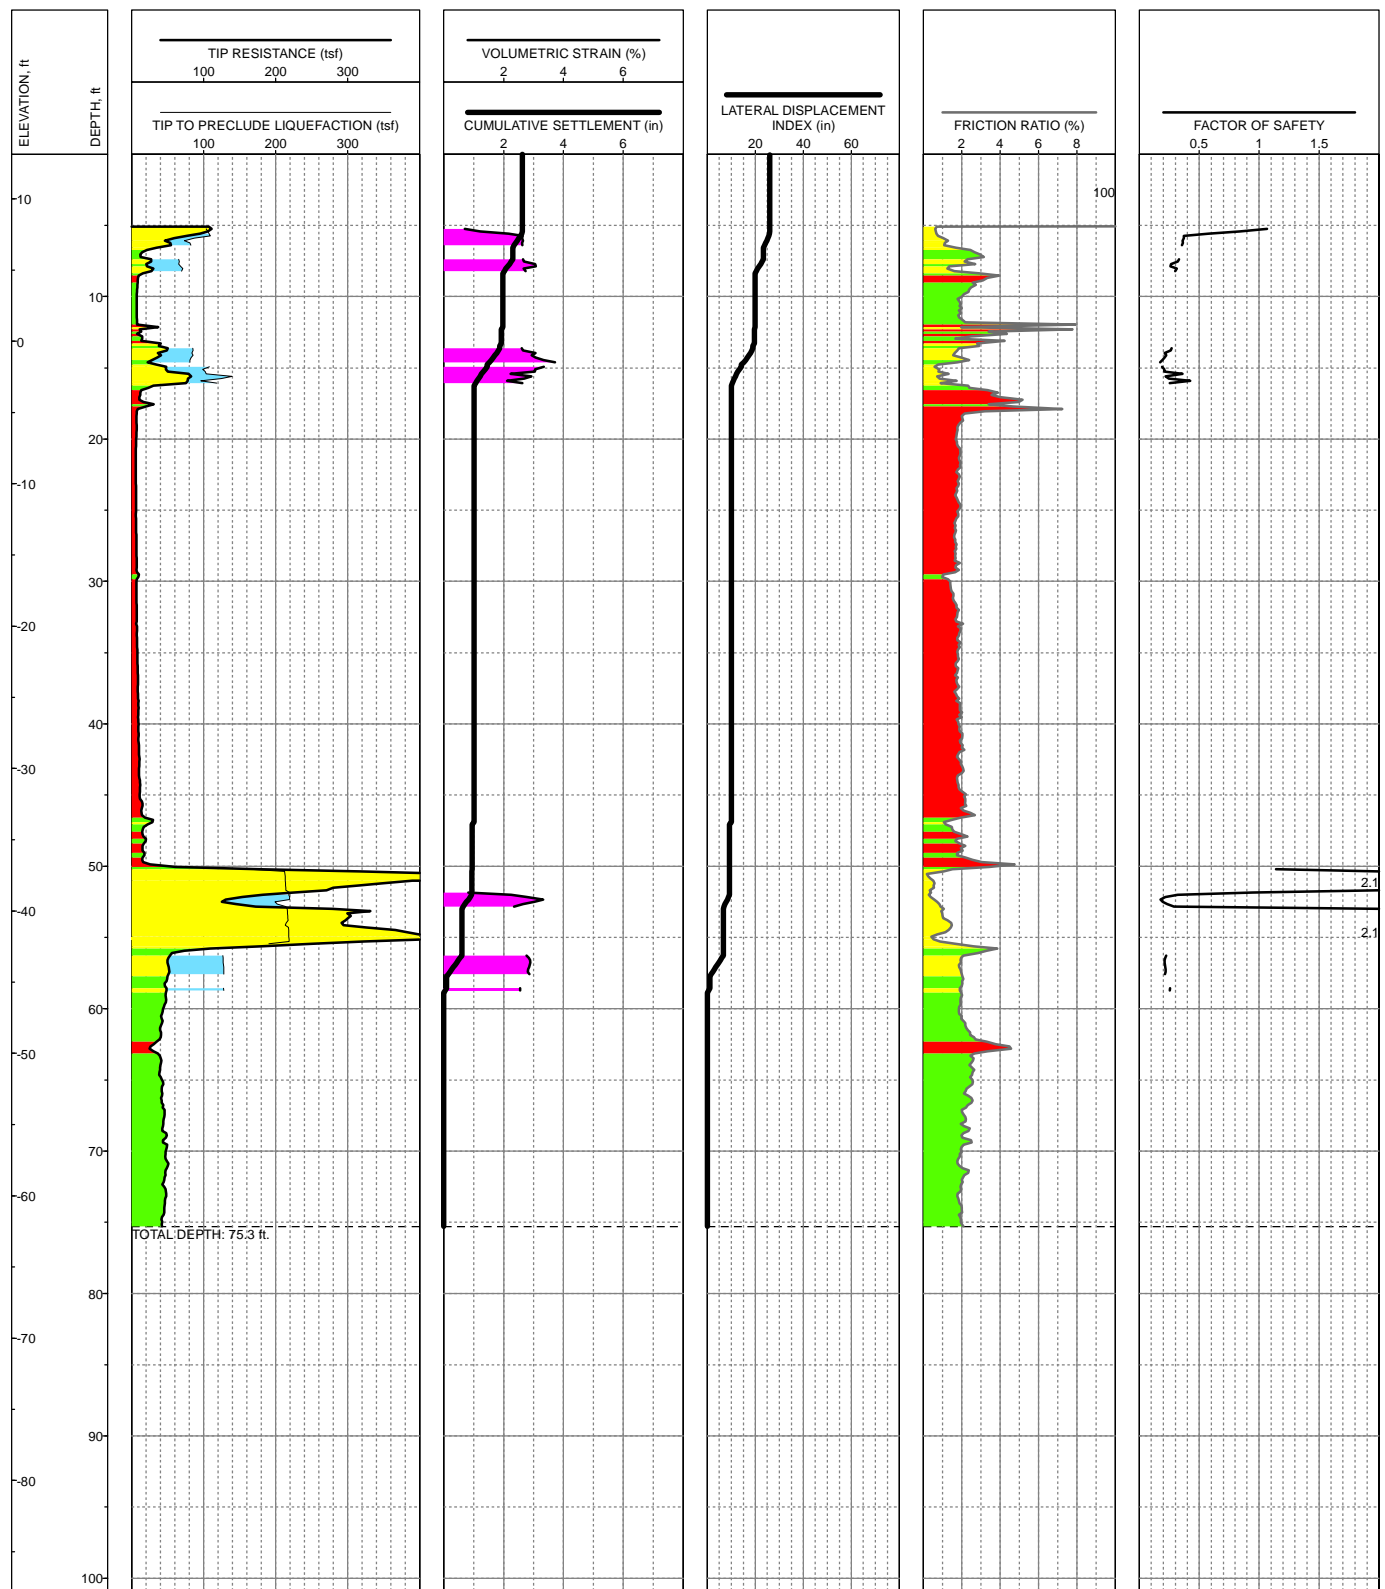 ELEVATION, ft
DEPTH, ft
TIP RESISTANCE (tsf)
100 200 300
TIP TO PRECLUDE LIQUEFACTION (tsf)
100 200 300
VOLUMETRIC STRAIN (%)
2 4 6
CUMULATIVE SETTLEMENT (in)
2 4 6
LATERAL DISPLACEMENT
INDEX (in)
20 40 60
FRICTION RATIO (%)
2 4 6 8
FACTOR OF SAFETY
0.5 1 1.5
100
10
10
0
20
-10
30
-20
40
-30
50
2.1
-40
2.1
60
-50
70
-60
TOTAL DEPTH: 75.3 ft.
80
-70
90
-80
100